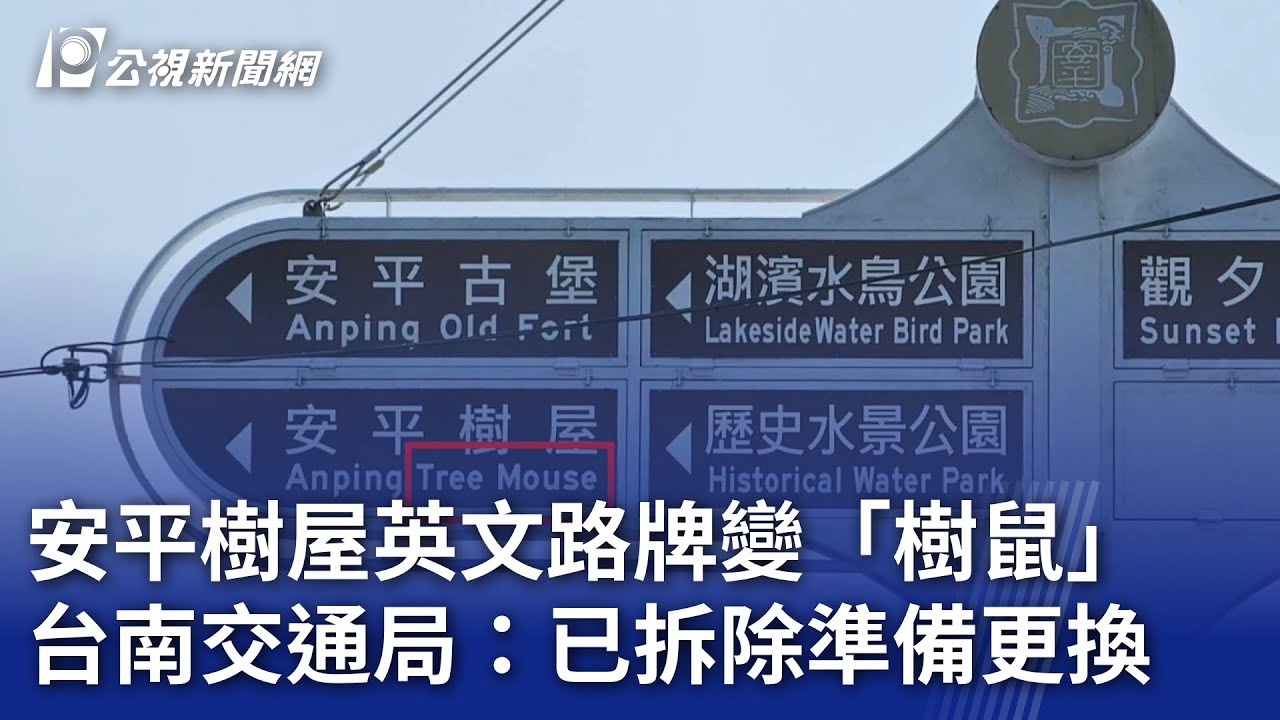 公視新聞網
安平
安平古堡
Anping Old Fort
湖濱水鳥公園
Lakeside Water Bird Park
觀夕
Sunset
安平樹屋
Anping Tree Mouse
歷史水景公園
Historical Water Park
安平樹屋英文路牌變「樹鼠」
台南交通局：已拆除準備更換